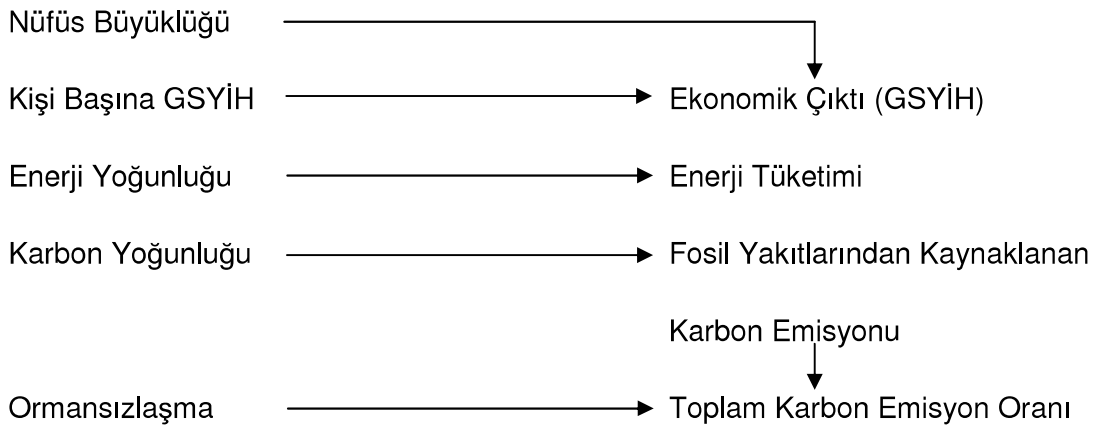 Nüfüs Büyüklüğü
Kişi Başına GSYİH Ekonomik Çıktı (GSYİH)
Enerji Yoğunluğu Enerji Tüketimi
Karbon Yoğunluğu Fosil Yakıtlarından Kaynaklanan
Karbon Emisyonu
Ormansızlaşma Toplam Karbon Emisyon Oranı